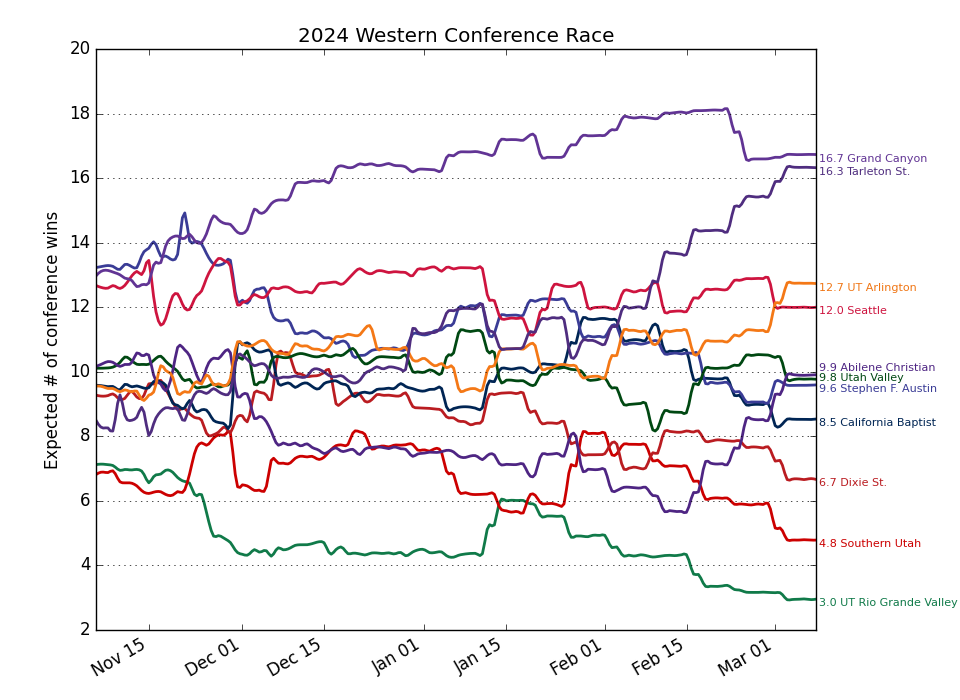 2024 Western Conference Race
Expected # of conference wins
20
18
16
14
12
10
8
6
4
2
16.7 Grand Canyon
16.3 Tarleton St.
12.7 UT Arlington
12.0 Seattle
9.9 Abilene Christian
9.8 Utah Valley
9.6 Stephen F. Austin
8.5 California Baptist
6.7 Dixie St.
4.8 Southern Utah
3.0 UT Rio Grande Valley
Nov 15
Dec 01
Dec 15
Jan 01
Jan 15
Feb 01
Feb 15
Mar 01